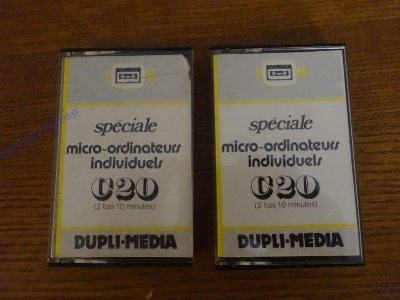 spéciale
micro-ordinateurs
individuels
C20
(2 fois 10 minutes)
DUPLI-MEDIA
spéciale
micro-ordinateurs
individuels
C20
(2 fois 10 minutes)
DUPLI-MEDIA